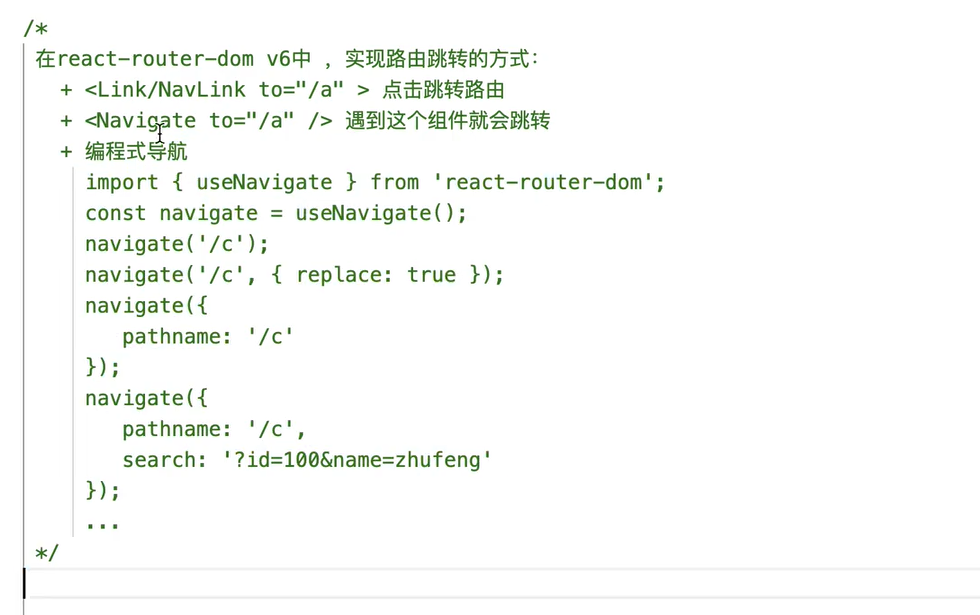 /*
在react-router-dom v6中 ，实现路由跳转的方式：
+ <Link/NavLink to="/a" > 点击跳转路由
+ <Navigate to="/a" /> 遇到这个组件就会跳转
+ 编程式导航
import { useNavigate } from 'react-router-dom';
const navigate = useNavigate();
navigate('/c');
navigate('/c', { replace: true });
navigate({
pathname: '/c'
});
navigate({
pathname: '/c',
search: '?id=100&name=zhufeng'
});
...
*/